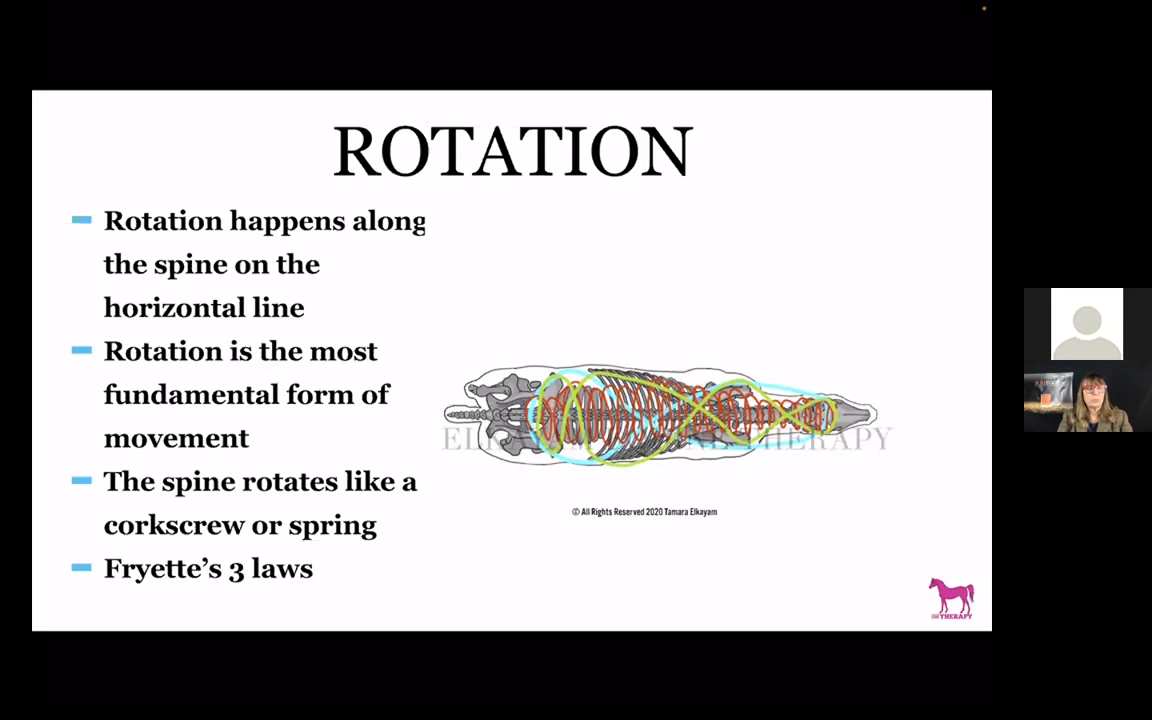 ROTATION
Rotation happens along
the spine on the
horizontal line
Rotation is the most
fundamental form of
movement
The spine rotates like a
corkscrew or spring
Fryette's 3 laws
THERAPY
© All Rights Reserved 2020 Tamara Elkayam
THERAPY